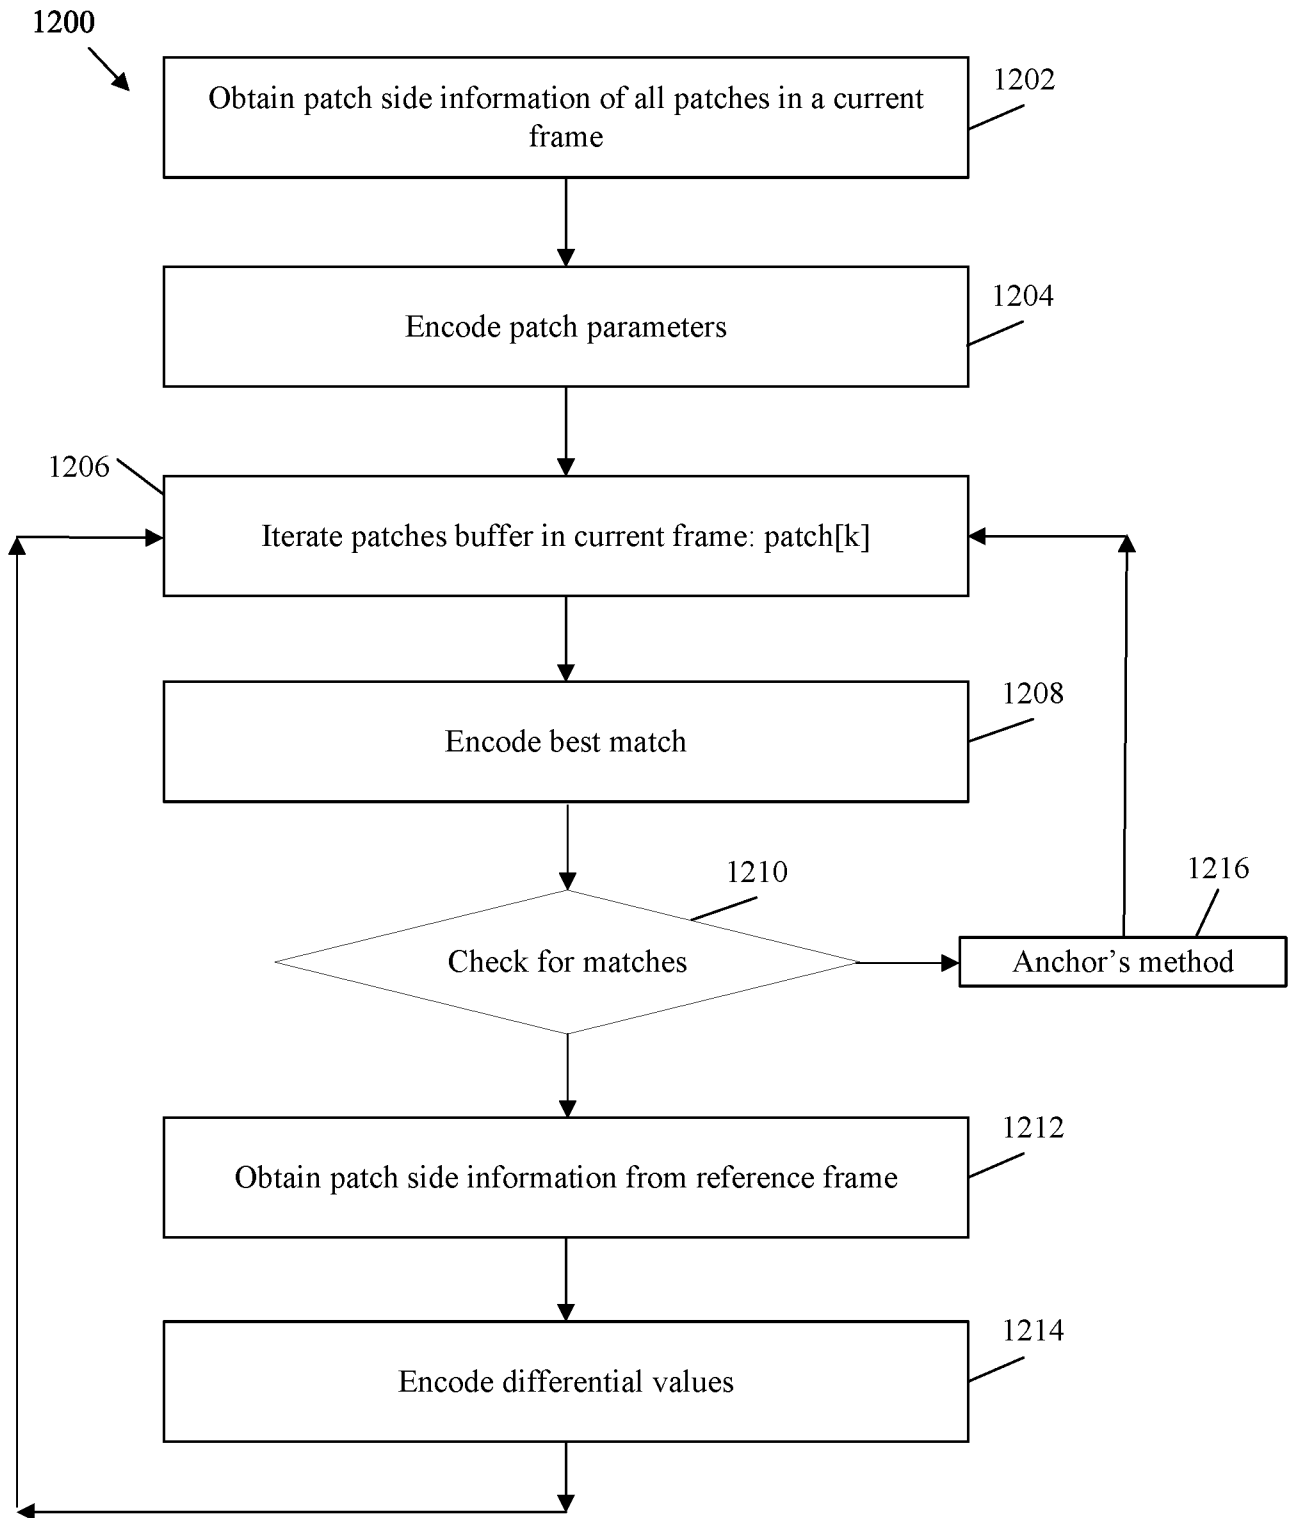 1200
Obtain patch side information of all patches in a current
frame
1202
Encode patch parameters
1204
1206
Iterate patches buffer in current frame: patch[k]
Encode best match
1208
1210
Check for matches
1216
Anchor’s method
1212
Obtain patch side information from reference frame
1214
Encode differential values